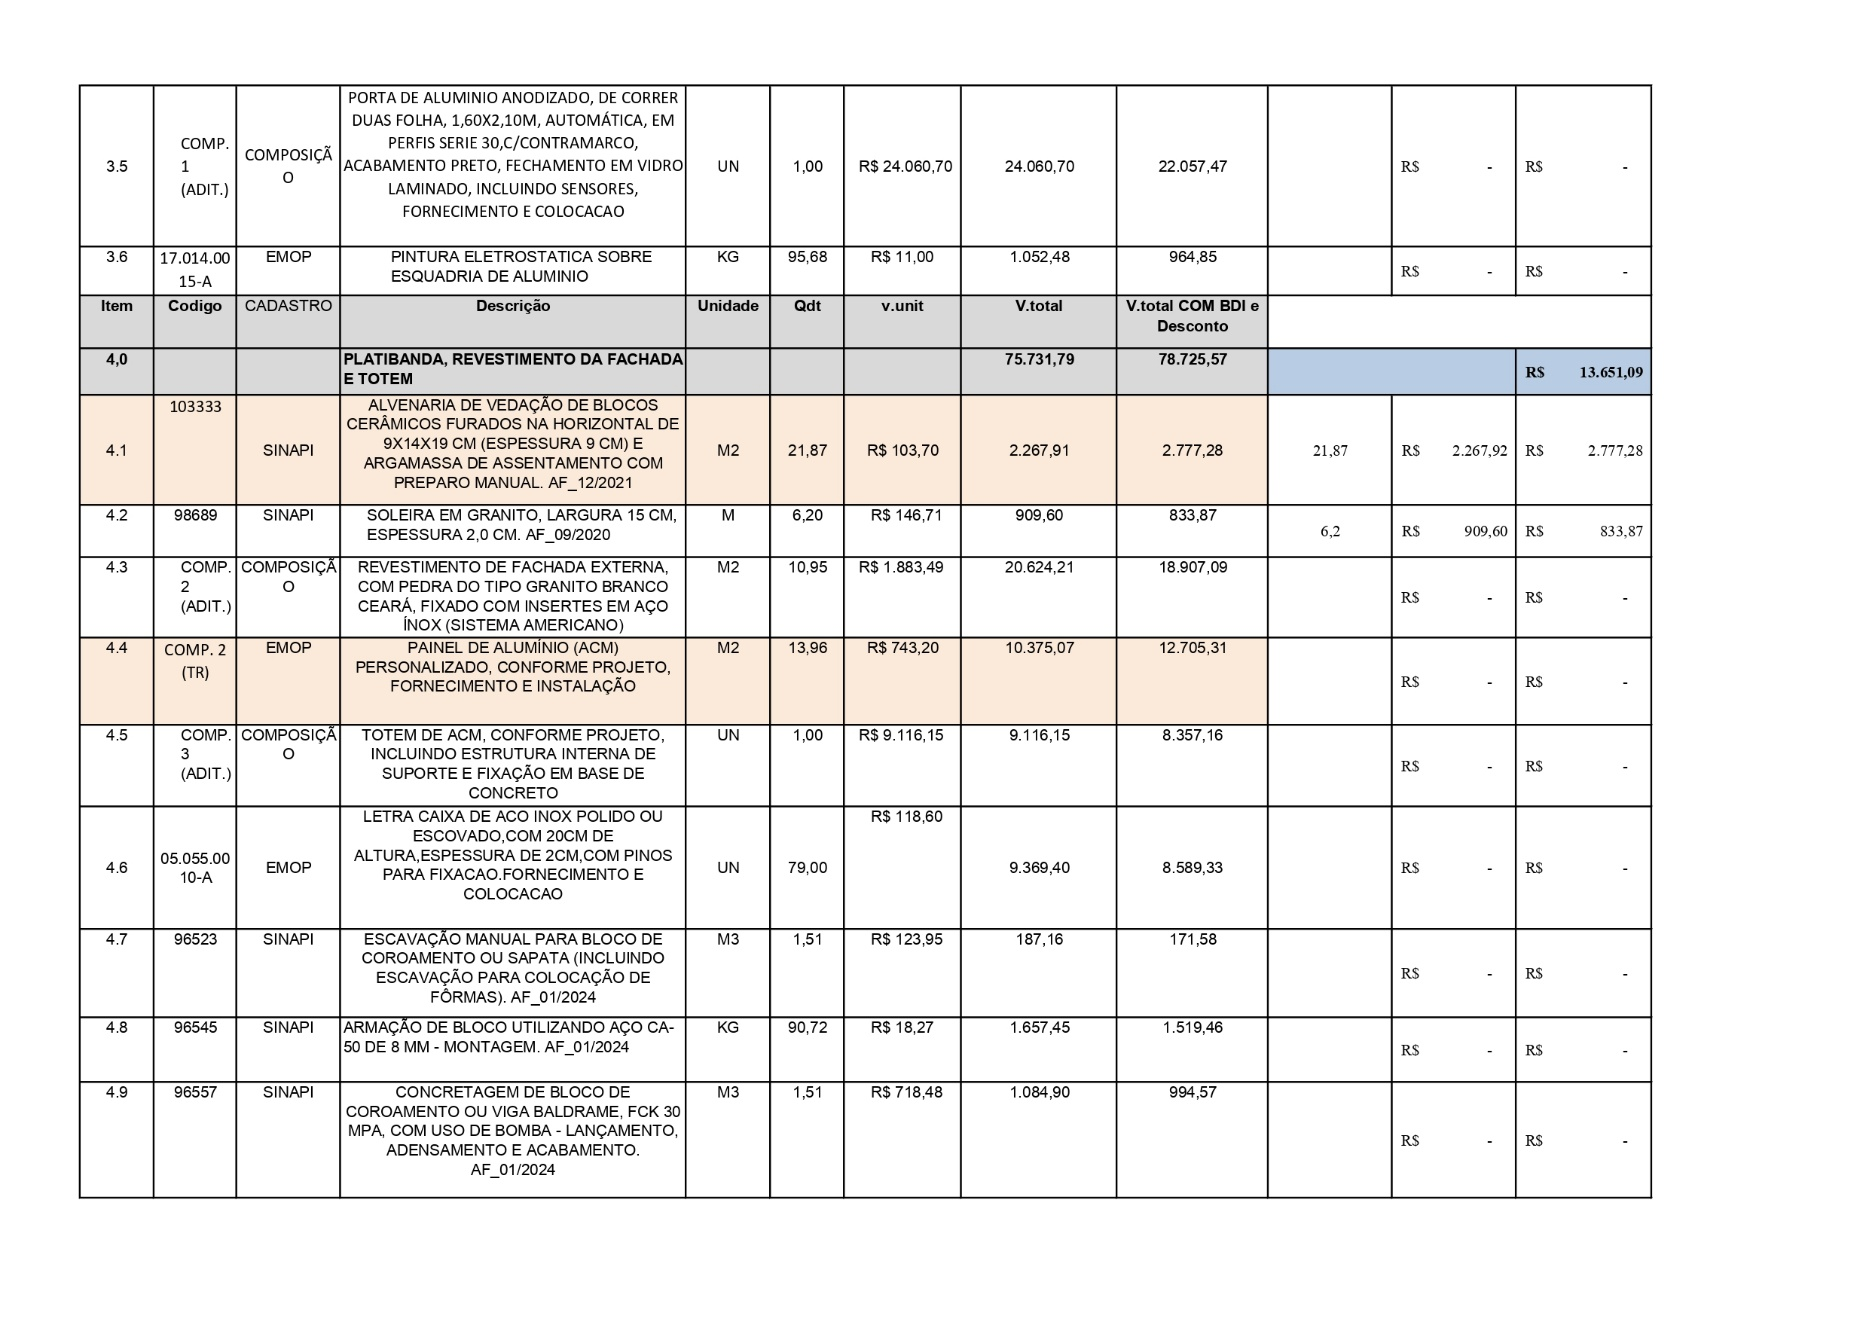 PORTA DE ALUMINIO ANODIZADO, DE CORRER
DUAS FOLHA, 1,60X2,10M, AUTOMÁTICA, EM
PERFIS SERIE 30,C/CONTRAMARCO,
ACABAMENTO PRETO, FECHAMENTO EM VIDRO
LAMINADO, INCLUINDO SENSORES,
FORNECIMENTO E COLOCACAO
3.5
COMP.
1
(ADIT.)
COMPOSIÇÃ
O
UN 1,00 R$ 24.060,70 24.060,70 22.057,47 R$ - R$ -
3.6 17.014.00 EMOP PINTURA ELETROSTATICA SOBRE KG 95,68 R$ 11,00 1.052,48 964,85
15-A ESQUADRIA DE ALUMINIO R$ - R$ -
Item Codigo CADASTRO Descrição Unidade Qdt v.unit V.total V.total COM BDI e
Desconto
4,0 PLATIBANDA, REVESTIMENTO DA FACHADA 75.731,79 78.725,57
E TOTEM R$ 13.651,09
103333 ALVENARIA DE VEDAÇÃO DE BLOCOS
CERÂMICOS FURADOS NA HORIZONTAL DE
9X14X19 CM (ESPESSURA 9 CM) E
ARGAMASSA DE ASSENTAMENTO COM
PREPARO MANUAL. AF_12/2021
4.1 SINAPI M2 21,87 R$ 103,70 2.267,91 2.777,28 21,87 R$ 2.267,92 R$ 2.777,28
4.2 98689 SINAPI SOLEIRA EM GRANITO, LARGURA 15 CM, M 6,20 R$ 146,71 909,60 833,87
ESPESSURA 2,0 CM. AF_09/2020 6,2 R$ 909,60 R$ 833,87
4.3 COMP. COMPOSIÇÃ REVESTIMENTO DE FACHADA EXTERNA, M2 10,95 R$ 1.883,49 20.624,21 18.907,09
2 O COM PEDRA DO TIPO GRANITO BRANCO
(ADIT.) CEARÁ, FIXADO COM INSERTES EM AÇO R$ - R$ -
ÍNOX (SISTEMA AMERICANO)
4.4 COMP. 2 EMOP PAINEL DE ALUMÍNIO (ACM) M2 13,96 R$ 743,20 10.375,07 12.705,31
(TR) PERSONALIZADO, CONFORME PROJETO,
FORNECIMENTO E INSTALAÇÃO R$ - R$ -
4.5 COMP. COMPOSIÇÃ TOTEM DE ACM, CONFORME PROJETO, UN 1,00 R$ 9.116,15 9.116,15 8.357,16
3 O INCLUINDO ESTRUTURA INTERNA DE
(ADIT.) SUPORTE E FIXAÇÃO EM BASE DE R$ - R$ -
CONCRETO
LETRA CAIXA DE ACO INOX POLIDO OU R$ 118,60
ESCOVADO,COM 20CM DE
ALTURA,ESPESSURA DE 2CM,COM PINOS
PARA FIXACAO.FORNECIMENTO E
COLOCACAO
4.6
05.055.00
10-A
EMOP UN 79,00 9.369,40 8.589,33 R$ - R$ -
4.7 96523 SINAPI ESCAVAÇÃO MANUAL PARA BLOCO DE M3 1,51 R$ 123,95 187,16 171,58
COROAMENTO OU SAPATA (INCLUINDO
ESCAVAÇÃO PARA COLOCAÇÃO DE R$ - R$ -
FÔRMAS). AF_01/2024
4.8 96545 SINAPI ARMAÇÃO DE BLOCO UTILIZANDO AÇO CA- KG 90,72 R$ 18,27 1.657,45 1.519,46
50 DE 8 MM - MONTAGEM. AF_01/2024 R$ - R$ -
4.9 96557 SINAPI CONCRETAGEM DE BLOCO DE M3 1,51 R$ 718,48 1.084,90 994,57
COROAMENTO OU VIGA BALDRAME, FCK 30
MPA, COM USO DE BOMBA - LANÇAMENTO, R$ - R$ -
ADENSAMENTO E ACABAMENTO.
AF_01/2024